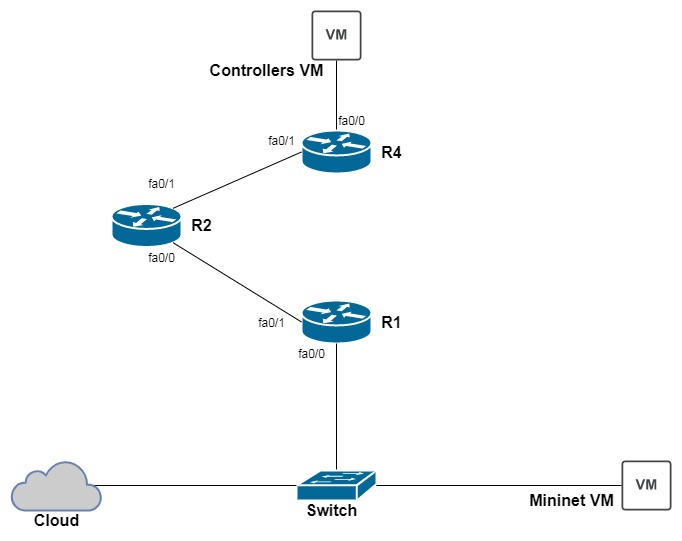 VM
Controllers VM
fa0/0
fa0/1
R4
fa0/1
R2
fa0/0
fa0/1
R1
fa0/0
VM
Mininet VM
Switch
Cloud